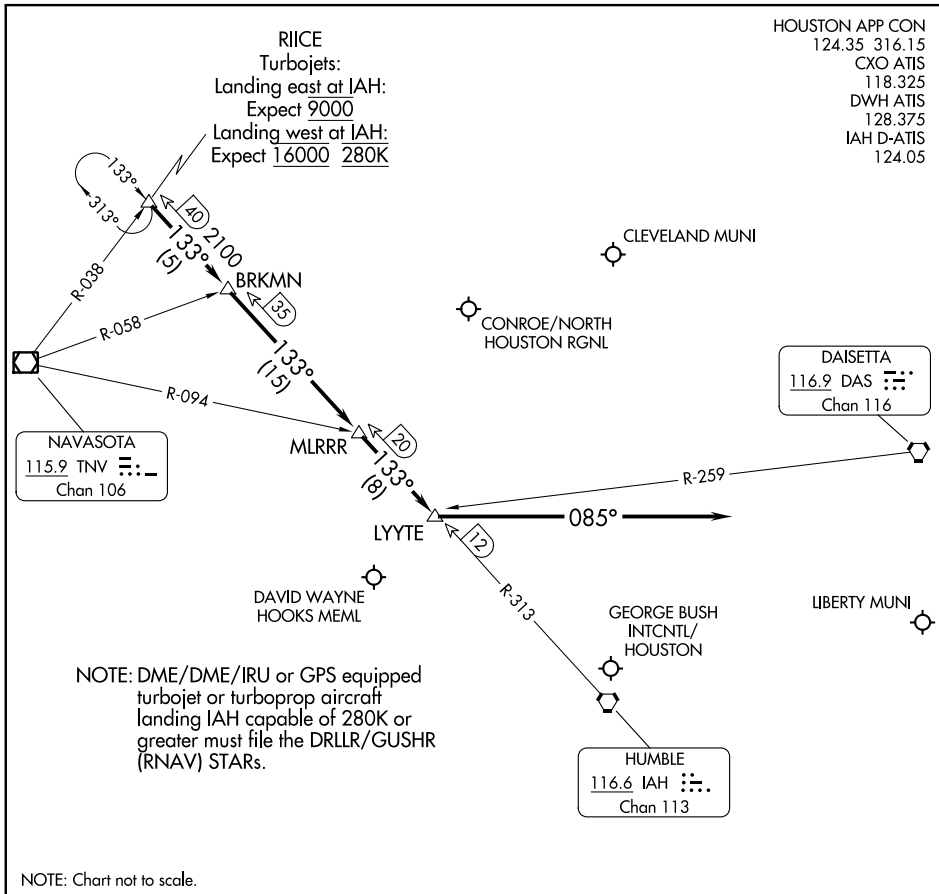 HOUSTON APP CON
124.35 316.15
CXO ATIS
118.325
DWH ATIS
128.375
IAH D-ATIS
124.05
RIICE
Turbojets:
Landing east at IAH:
Expect 9000
Landing west at IAH:
Expect 16000 280K
133°
313°
40
2100
133°
(5)
R-038
BRKMN
35
R-058
133°
(15)
R-094
CLEVELAND MUNI
CONROE/NORTH
HOUSTON RGNL
DAISETTA
116.9 DAS
Chan 116
NAVASOTA
115.9 TNV
Chan 106
MLRRR
20
133°
(8)
R-259
LYYTE
085°
12
R-313
DAVID WAYNE
HOOKS MEML
GEORGE BUSH
INTCNTL/
HOUSTON
LIBERTY MUNI
NOTE: DME/DME/IRU or GPS equipped
turbojet or turboprop aircraft
landing IAH capable of 280K or
greater must file the DRLLR/GUSHR
(RNAV) STARs.
HUMBLE
116.6 IAH
Chan 113
NOTE: Chart not to scale.